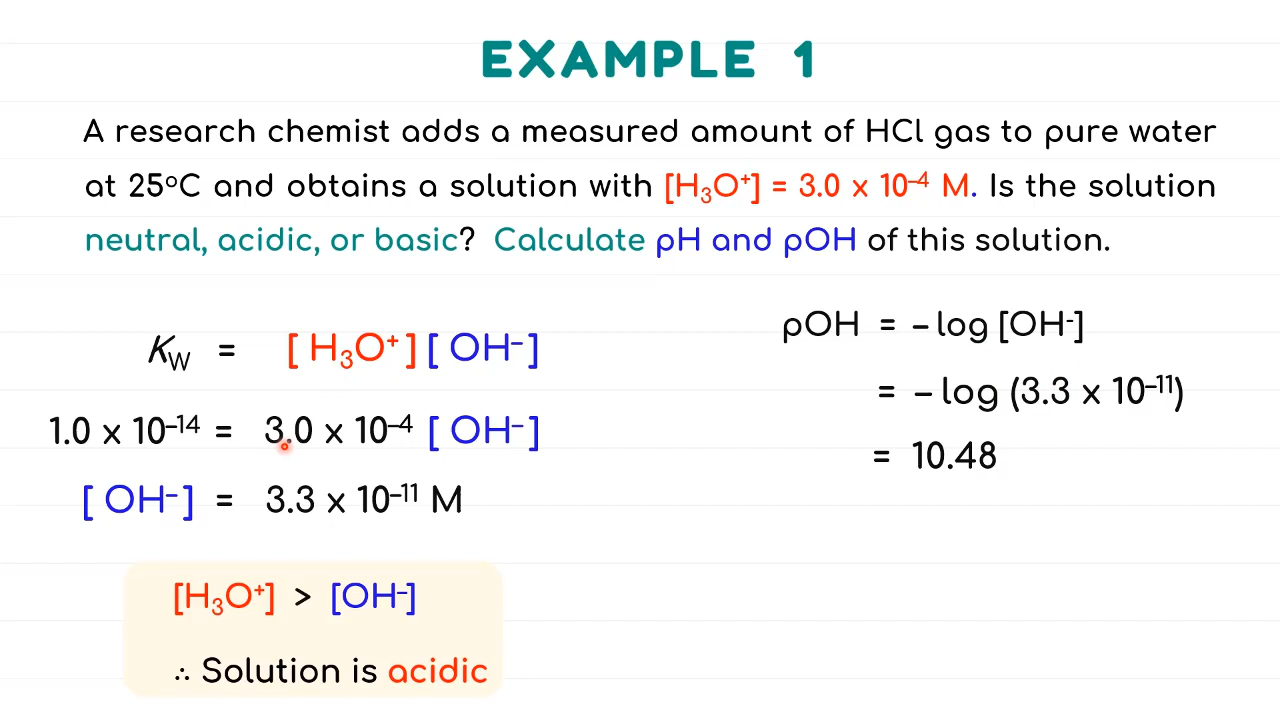 EXAMPLE 1
A research chemist adds a measured amount of HCl gas to pure water
at 25ºC and obtains a solution with [H₃O⁺] = 3.0 x 10⁻⁴ M. Is the solution
neutral, acidic, or basic? Calculate pH and pOH of this solution.
K_W = [ H₃O⁺ ] [ OH⁻ ]
1.0 x 10⁻¹⁴ = 3.0 x 10⁻⁴ [ OH⁻ ]
[ OH⁻ ] = 3.3 x 10⁻¹¹ M
[H₃O⁺] > [OH⁻]
∴ Solution is acidic
pOH = – log [OH⁻]
= – log (3.3 x 10⁻¹¹)
= 10.48